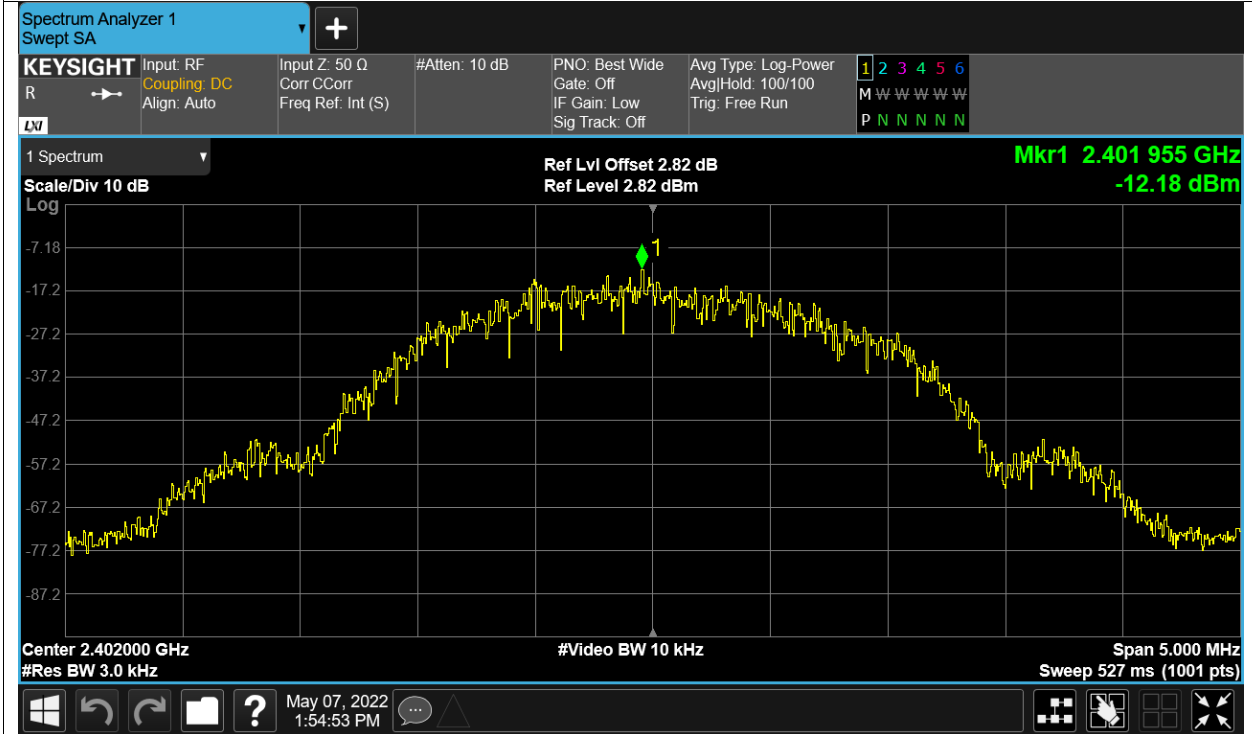 Spectrum Analyzer 1
Swept SA
+
KEYSIGHT
R
LXI
Input: RF
Coupling: DC
Align: Auto
Input Z: 50 Ω
Corr CCorr
Freq Ref: Int (S)
#Atten: 10 dB
PNO: Best Wide
Gate: Off
IF Gain: Low
Sig Track: Off
Avg Type: Log-Power
Avg|Hold: 100/100
Trig: Free Run
1 2 3 4 5 6
M W W W W W
P N N N N N
1 Spectrum
Scale/Div 10 dB
Log
Ref Lvl Offset 2.82 dB
Ref Level 2.82 dBm
Mkr1 2.401 955 GHz
-12.18 dBm
1
-7.18
-17.2
-27.2
-37.2
-47.2
-57.2
-67.2
-77.2
-87.2
Center 2.402000 GHz
#Res BW 3.0 kHz
#Video BW 10 kHz
Span 5.000 MHz
Sweep 527 ms (1001 pts)
?
May 07, 2022
1:54:53 PM